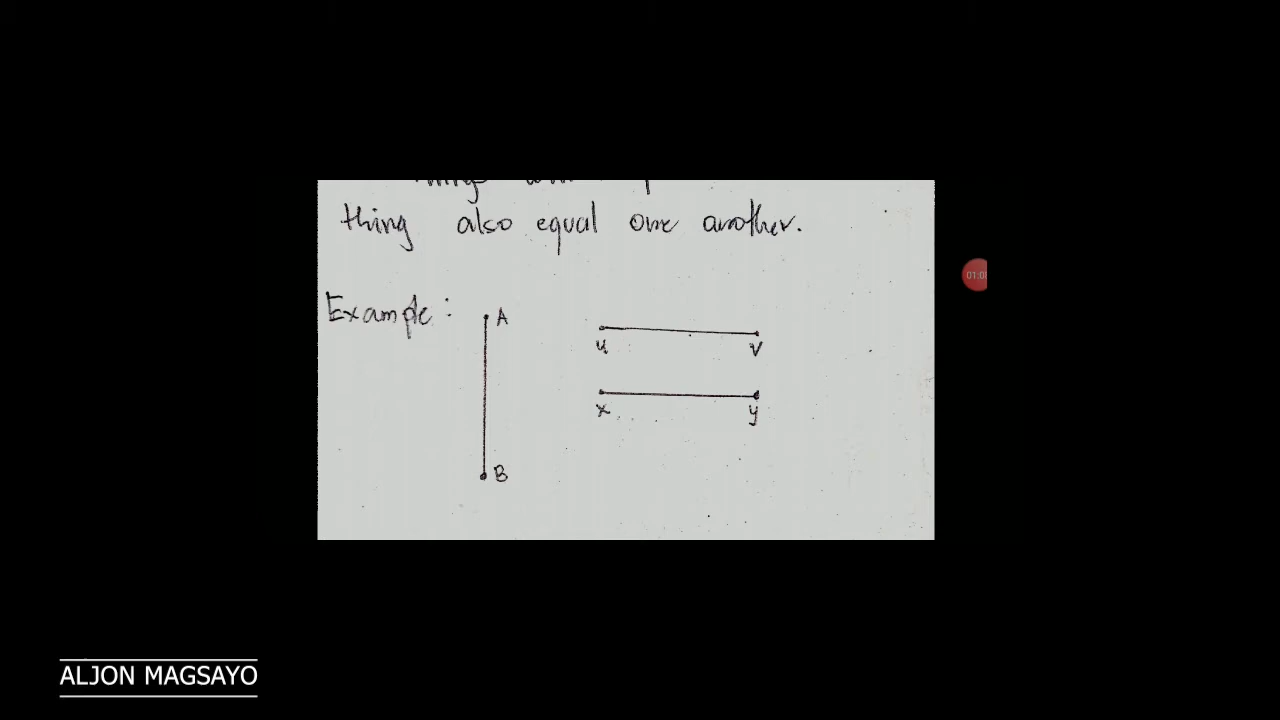 thing also equal one another.
Example:
A
u v
x y
B
ALJON MAGSAYO